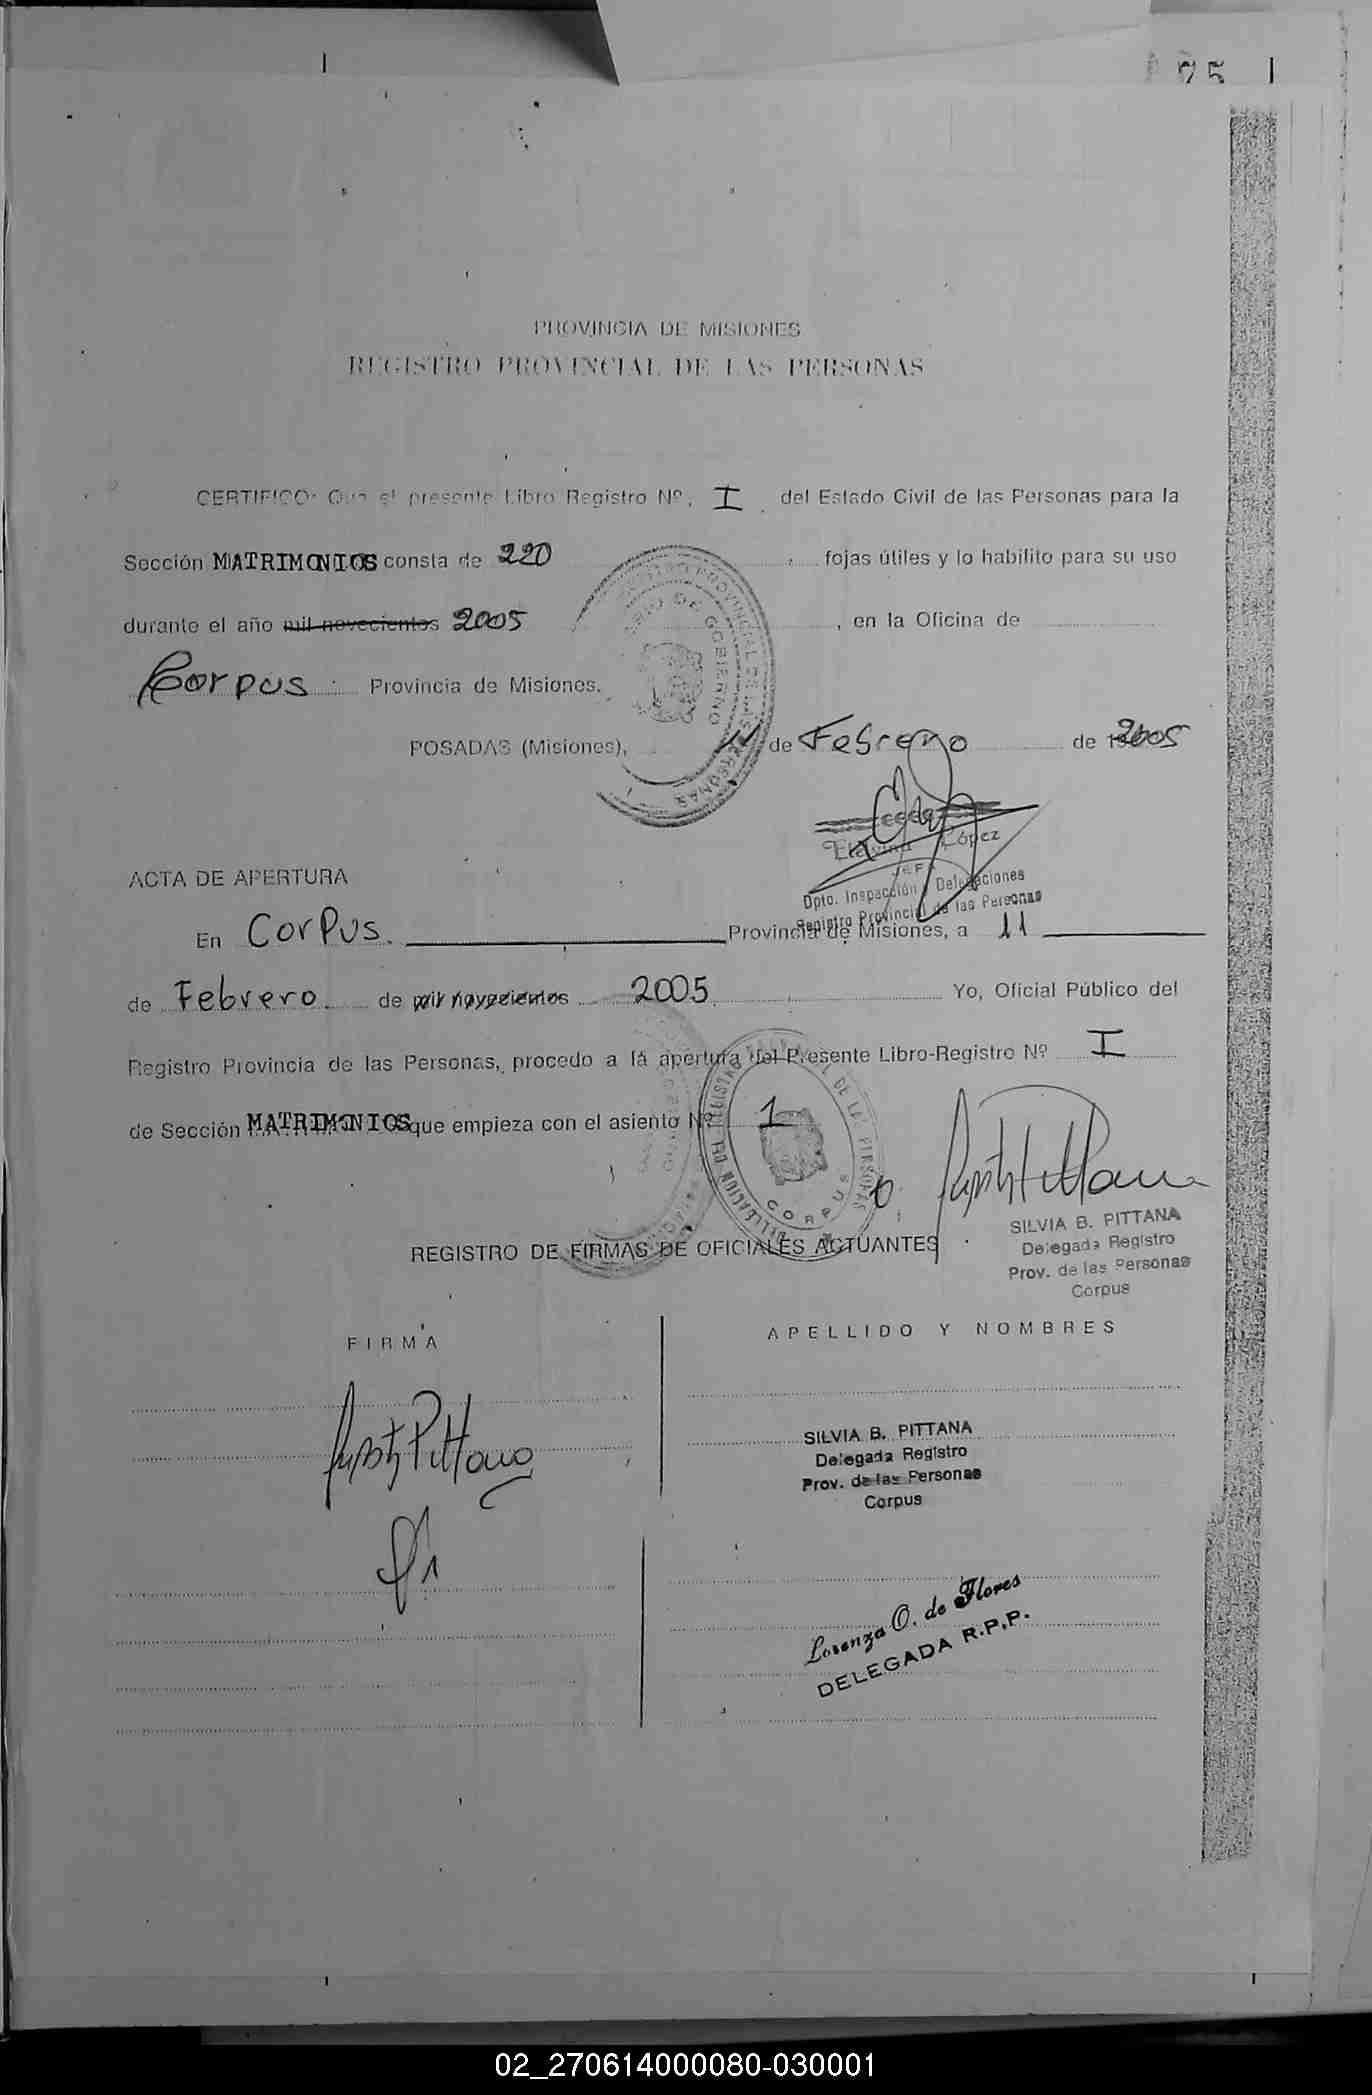 75
PROVINCIA DE MISIONES
REGISTRO PROVINCIAL DE LAS PERSONAS
CERTIFICO: Que el presente Libro Registro Nº. I del Estado Civil de las Personas para la
Sección MATRIMONIOS consta de 220 fojas útiles y lo habilito para su uso
durante el año mil novecientos 2005, en la Oficina de
Corpus Provincia de Misiones.
POSADAS (Misiones), 11 de Febrero de 2005
Etelvina López
Jefe
Dpto. Inspección y Delegaciones
Registro Provincial de las Personas
ACTA DE APERTURA
En Corpus. Provincia de Misiones, a 11
de Febrero de mil novecientos 2005 Yo, Oficial Público del
Registro Provincia de las Personas, procedo a la apertura del Presente Libro-Registro Nº I
de Sección MATRIMONIOS que empieza con el asiento Nº 1
CORPUS
SILVIA B. PITTANA
Delegada Registro
Prov. de las Personas
Corpus
REGISTRO DE FIRMAS DE OFICIALES ACTUANTES
FIRMA APELLIDO Y NOMBRES
SILVIA B. PITTANA
Delegada Registro
Prov. de las Personas
Corpus
Lorenza O. de Flores
DELEGADA R.P.P.
02_270614000080-030001